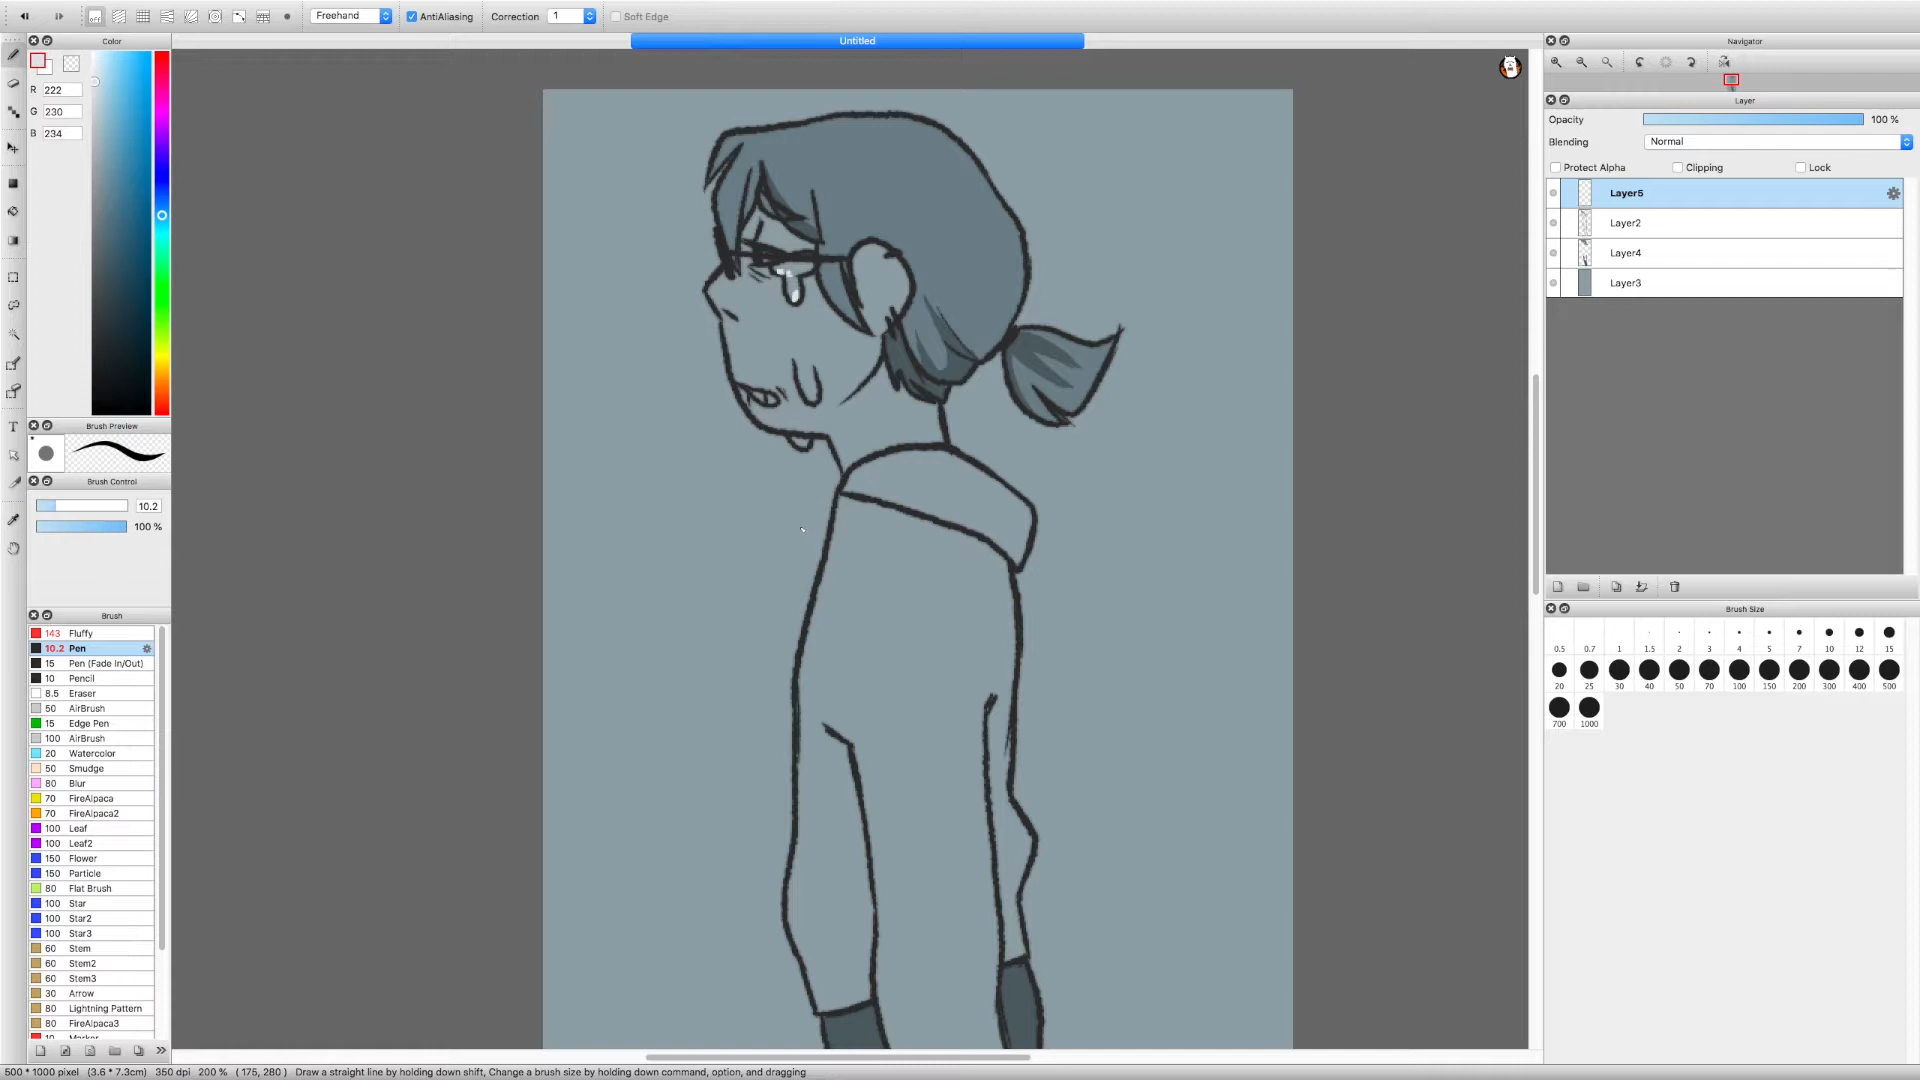 off
Freehand
AntiAliasing
Correction
1
Soft Edge
Color
Untitled
Navigator
R 222
G 230
B 234
Layer
Opacity
100 %
Blending
Normal
Protect Alpha
Clipping
Lock
Layer5
Layer2
Layer4
Layer3
T
Brush Preview
Brush Control
10.2
100 %
Brush
143 Fluffy
10.2 Pen
15 Pen (Fade In/Out)
10 Pencil
8.5 Eraser
50 AirBrush
15 Edge Pen
100 AirBrush
20 Watercolor
50 Smudge
80 Blur
70 FireAlpaca
70 FireAlpaca2
100 Leaf
100 Leaf2
150 Flower
150 Particle
80 Flat Brush
100 Star
100 Star2
100 Star3
60 Stem
60 Stem2
60 Stem3
30 Arrow
80 Lightning Pattern
80 FireAlpaca3
10 Marker
Brush Size
0.5 0.7 1 1.5 2 3 4 5 7 10 12 15
20 25 30 40 50 70 100 150 200 300 400 500
700 1000
500 * 1000 pixel (3.6 * 7.3cm) 350 dpi 200 % ( 175, 280 ) Draw a straight line by holding down shift, Change a brush size by holding down command, option, and dragging